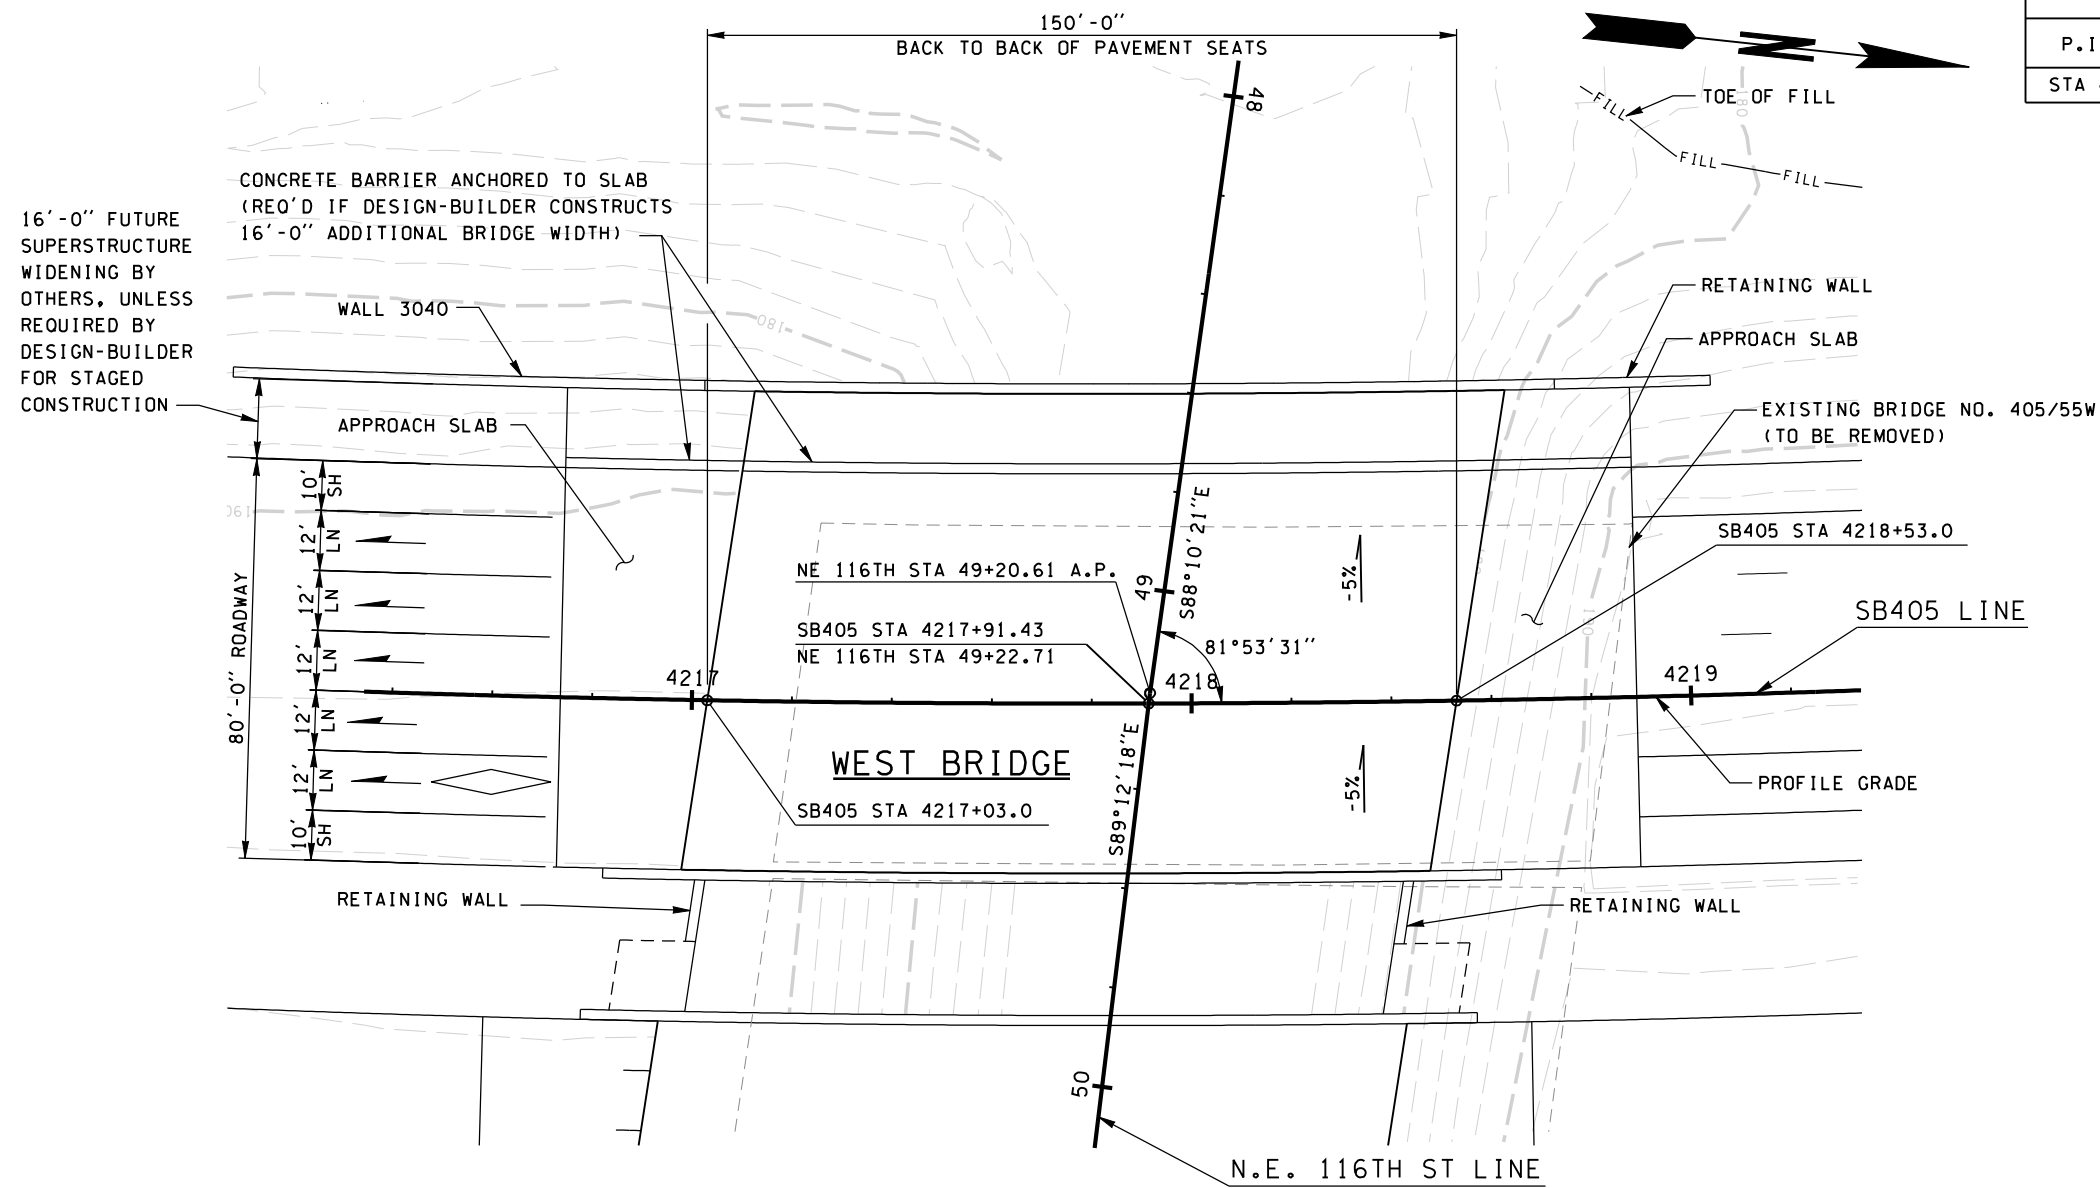 150'-0"
BACK TO BACK OF PAVEMENT SEATS
N
P.I
STA
48
FILL
TOE OF FILL
180
FILL
FILL
CONCRETE BARRIER ANCHORED TO SLAB
(REQ'D IF DESIGN-BUILDER CONSTRUCTS
16'-0" ADDITIONAL BRIDGE WIDTH)
16'-0" FUTURE
SUPERSTRUCTURE
WIDENING BY
OTHERS, UNLESS
REQUIRED BY
DESIGN-BUILDER
FOR STAGED
CONSTRUCTION
WALL 3040
180
RETAINING WALL
APPROACH SLAB
APPROACH SLAB
EXISTING BRIDGE NO. 405/55W
(TO BE REMOVED)
10'
SH
190
12'
LN
12'
LN
12'
LN
12'
LN
12'
LN
10'
SH
80'-0" ROADWAY
NE 116TH STA 49+20.61 A.P.
SB405 STA 4217+91.43
NE 116TH STA 49+22.71
49
S88°10'21"E
81°53'31"
-5%
SB405 STA 4218+53.0
190
SB405 LINE
4217
4218
4219
WEST BRIDGE
S89°12'18"E
-5%
PROFILE GRADE
SB405 STA 4217+03.0
RETAINING WALL
RETAINING WALL
50
N.E. 116TH ST LINE